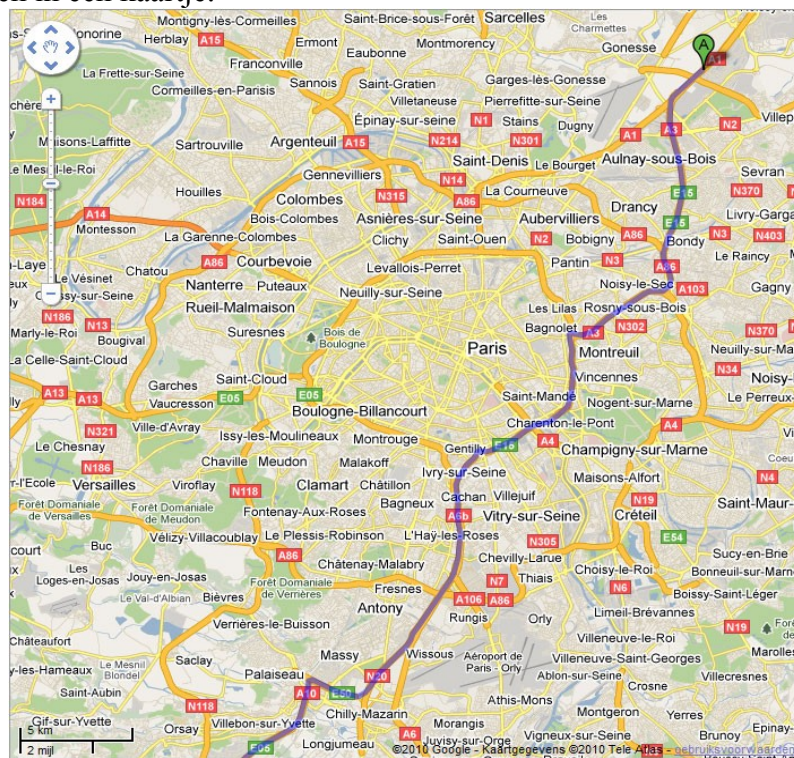 Montigny-lès-Cormeilles
Saint-Brice-sous-Forêt
Sarcelles
Les
Charmettes
Herblay
A15
Ermont
Montmorency
Gonesse
A
Eaubonne
Franconville
A1
La Frette-sur-Seine
Sannois
Saint-Gratien
Garges-lès-Gonesse
Cormeilles-en-Parisis
Villetaneuse
Pierrefitte-sur-Seine
Épinay-sur-seine
N1
Stains
Dugny
A3
N2
Maisons-Laffitte
Sartrouville
Argenteuil
A15
N214
N301
A1
Saint-Denis
Le Bourget
Aulnay-sous-Bois
Gennevilliers
N14
Sevran
Houilles
Colombes
N315
A86
La Courneuve
E15
N370
N184
A14
Bois-Colombes
Asnières-sur-Seine
Aubervilliers
Drancy
Montesson
La Garenne-Colombes
Clichy
Saint-Ouen
N2
Bobigny
A86
E15
Bondy
N3
N403
A86
Courbevoie
Levallois-Perret
Pantin
N3
A86
Le Raincy
Le Vésinet
Chatou
Nanterre
Puteaux
Neuilly-sur-Seine
Noisy-le-Sec
A103
Gagny
Rueil-Malmaison
Les Lilas
Rosny-sous-Bois
N186
N13
Suresnes
Bois de
Boulogne
Bagnolet
A3
N302
N370
Marly-le-Roi
Bougival
Paris
Montreuil
La Celle-Saint-Cloud
Vincennes
N34
A13
A13
Garches
Saint-Cloud
Saint-Mandé
Vaucresson
E05
E05
Nogent-sur-Marne
Boulogne-Billancourt
Charenton-le-Pont
A4
N321
Ville-d'Avray
Issy-les-Moulineaux
Montrouge
Gentilly
E15
A4
Le Chesnay
Chaville
Meudon
Malakoff
Champigny-sur-Marne
N186
Ivry-sur-Seine
Versailles
Viroflay
N118
Clamart
Châtillon
Maisons-Alfort
N4
Forêt Domaniale
de Versailles
Forêt Domaniale
de Meudon
Fontenay-Aux-Roses
Bagneux
Cachan
Villejuif
N19
A6b
Vitry-sur-Seine
Créteil
Vélizy-Villacoublay
Le Plessis-Robinson
L'Haÿ-les-Roses
N305
E54
Buc
A86
Châtenay-Malabry
Chevilly-Larue
Sucy-en-Brie
Les
Loges-en-Josas
Jouy-en-Josas
Forêt Domaniale
de Verrières
Fresnes
N7
Thiais
Choisy-le-Roi
Bonneuil-sur-Marne
Le Val-d'Albian
Bièvres
A106
A86
N6
Boissy-Saint-Léger
Antony
Rungis
Orly
Limeil-Brévannes
Verrières-le-Buisson
N19
Châteaufort
Villeneuve-le-Roi
Saclay
Massy
Wissous
Aéroport de
Paris - Orly
Villeneuve-Saint-Georges
Le Mesnil
Blondel
Palaiseau
N20
Ablon-sur-Seine
Villecresnes
Saint-Aubin
A10
E50
Crosne
N118
Athis-Mons
Gif-sur-Yvette
Orsay
Villebon-sur-Yvette
Chilly-Mazarin
Montgeron
Yerres
5 km
Morangis
2 mijl
E05
Longjumeau
A6
Juvisy-sur-Orge
Vigneux-sur-Seine
Brunoy
©2010 Google - Kaartgegevens ©2010 Tele Atlas - gebruiksvoorwaarden